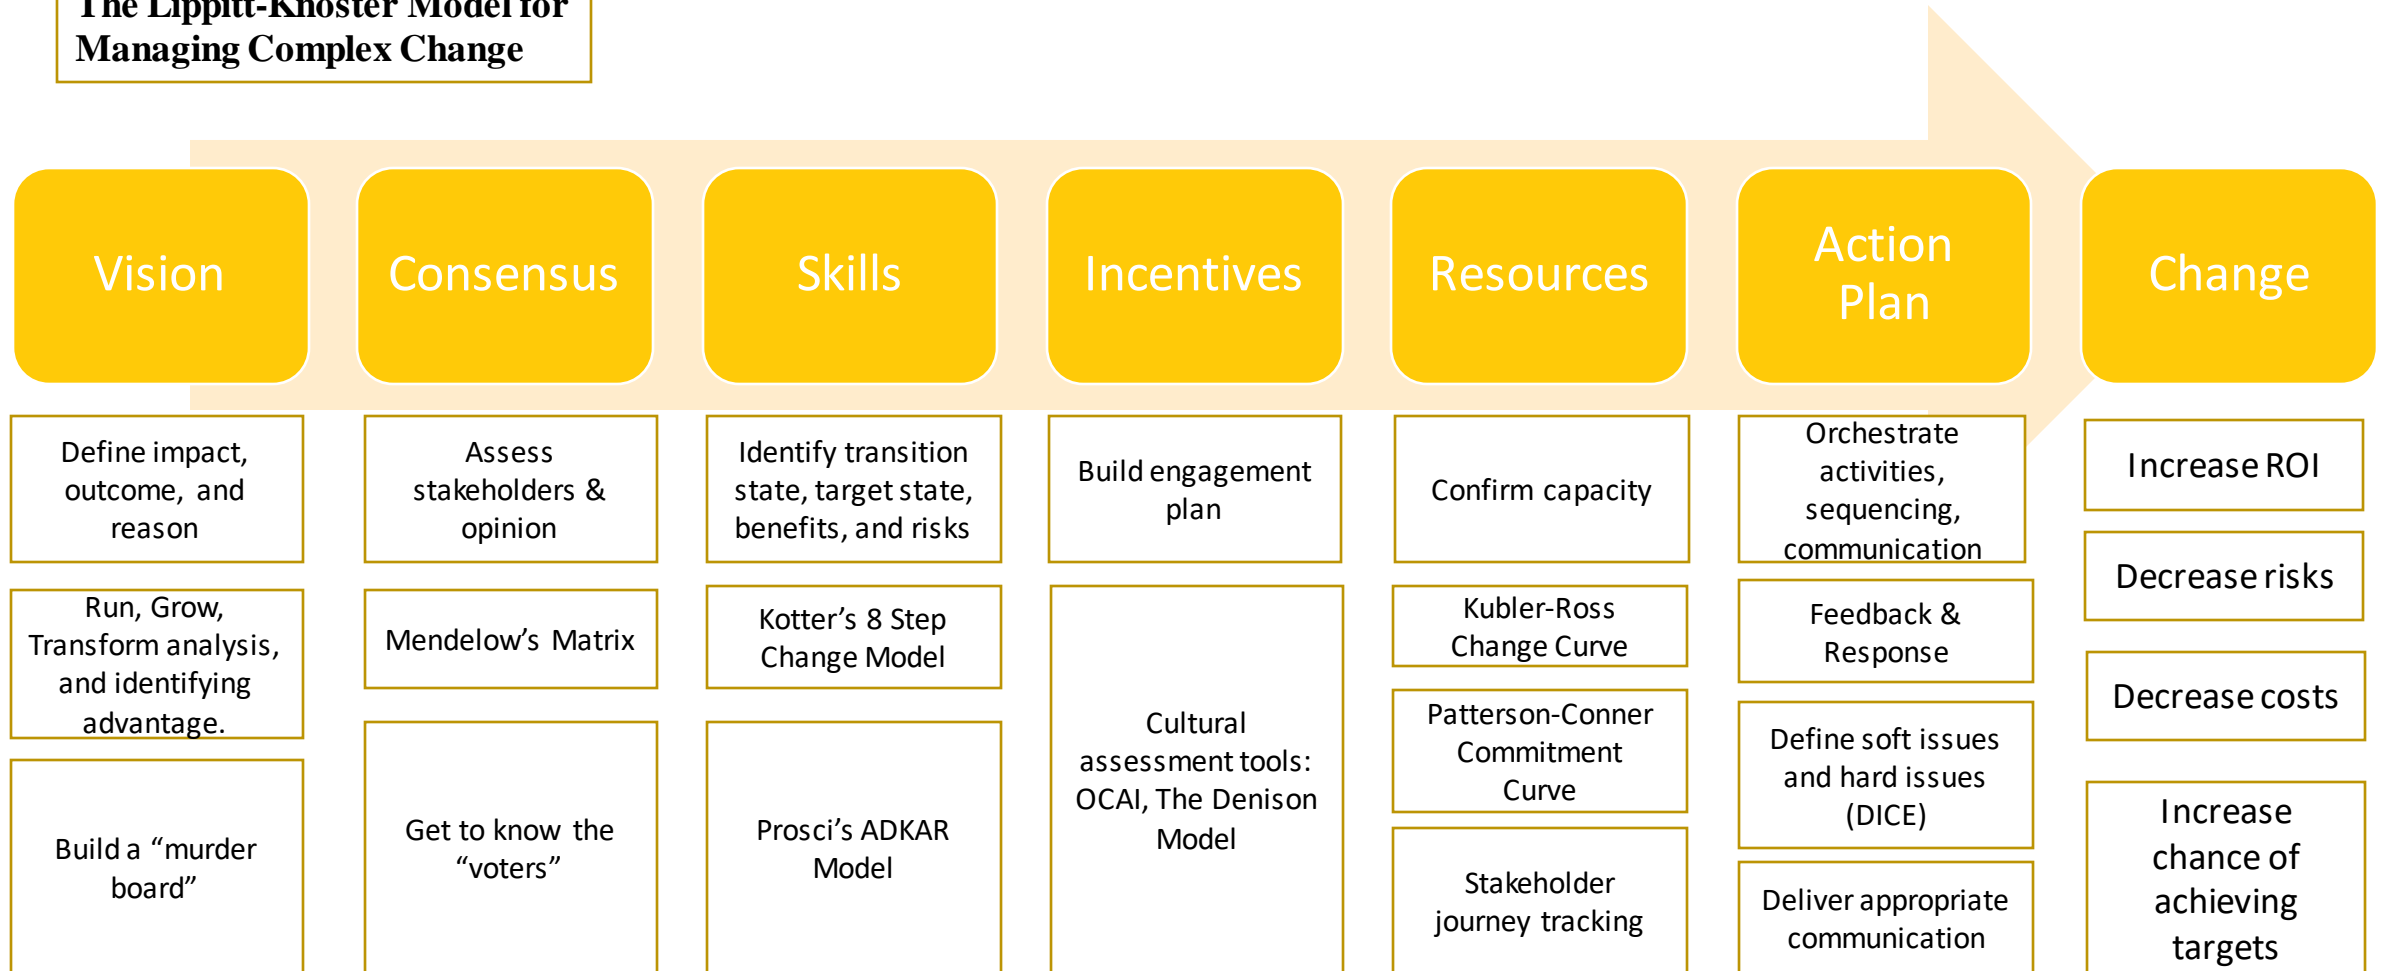 The Lippitt-Knoster Model for
Managing Complex Change
Vision
Consensus
Skills
Incentives
Resources
Action
Plan
Change
Define impact,
outcome, and
reason
Run, Grow,
Transform analysis,
and identifying
advantage.
Build a “murder
board”
Assess
stakeholders &
opinion
Mendelow’s Matrix
Get to know the
“voters”
Identify transition
state, target state,
benefits, and risks
Kotter’s 8 Step
Change Model
Prosci’s ADKAR
Model
Build engagement
plan
Cultural
assessment tools:
OCAI, The Denison
Model
Confirm capacity
Kubler-Ross
Change Curve
Patterson-Conner
Commitment
Curve
Stakeholder
journey tracking
Orchestrate
activities,
sequencing,
communication
Feedback &
Response
Define soft issues
and hard issues
(DICE)
Deliver appropriate
communication
Increase ROI
Decrease risks
Decrease costs
Increase
chance of
achieving
targets